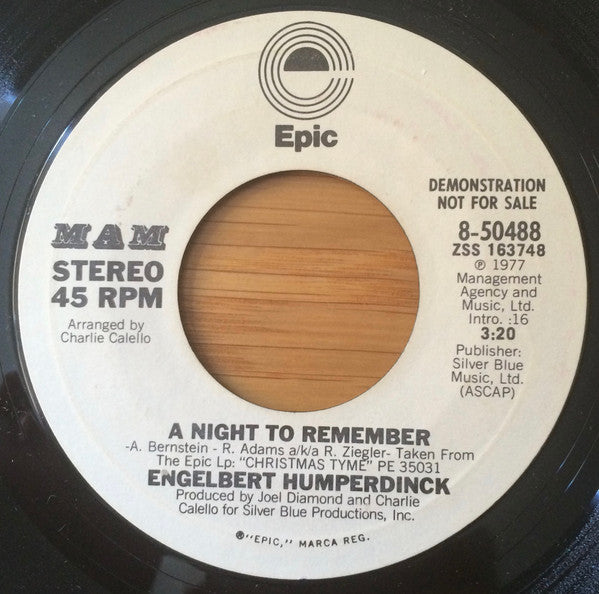 Epic
DEMONSTRATION
NOT FOR SALE
MAM
STEREO
45 RPM
Arranged by
Charlie Calello
8-50488
ZSS 163748
℗ 1977
Management
Agency and
Music, Ltd.
Intro. :16
3:20
Publisher:
Silver Blue
Music, Ltd.
(ASCAP)
A NIGHT TO REMEMBER
-A. Bernstein - R. Adams a/k/a R. Ziegler- Taken From
The Epic Lp: "CHRISTMAS TYME" PE 35031
ENGELBERT HUMPERDINCK
Produced by Joel Diamond and Charlie
Calello for Silver Blue Productions, Inc.
®"EPIC," MARCA REG.